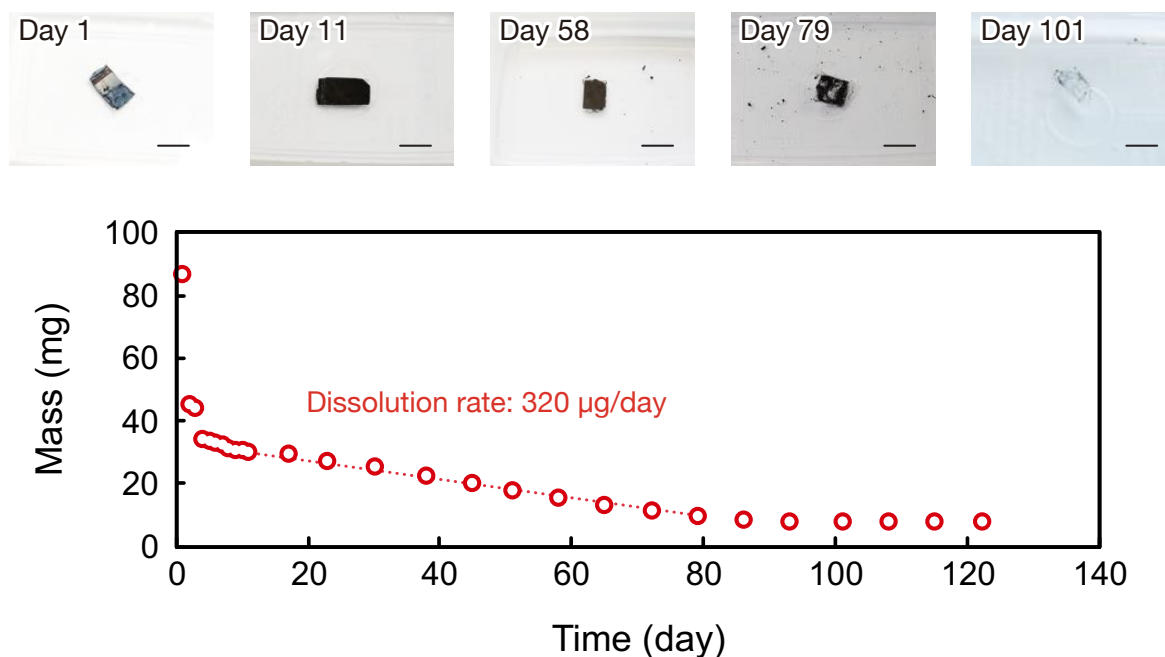 Day 1
Day 11
Day 58
Day 79
Day 101
100
80
60
40
20
0
Mass (mg)
Dissolution rate: 320 µg/day
0 20 40 60 80 100 120 140
Time (day)